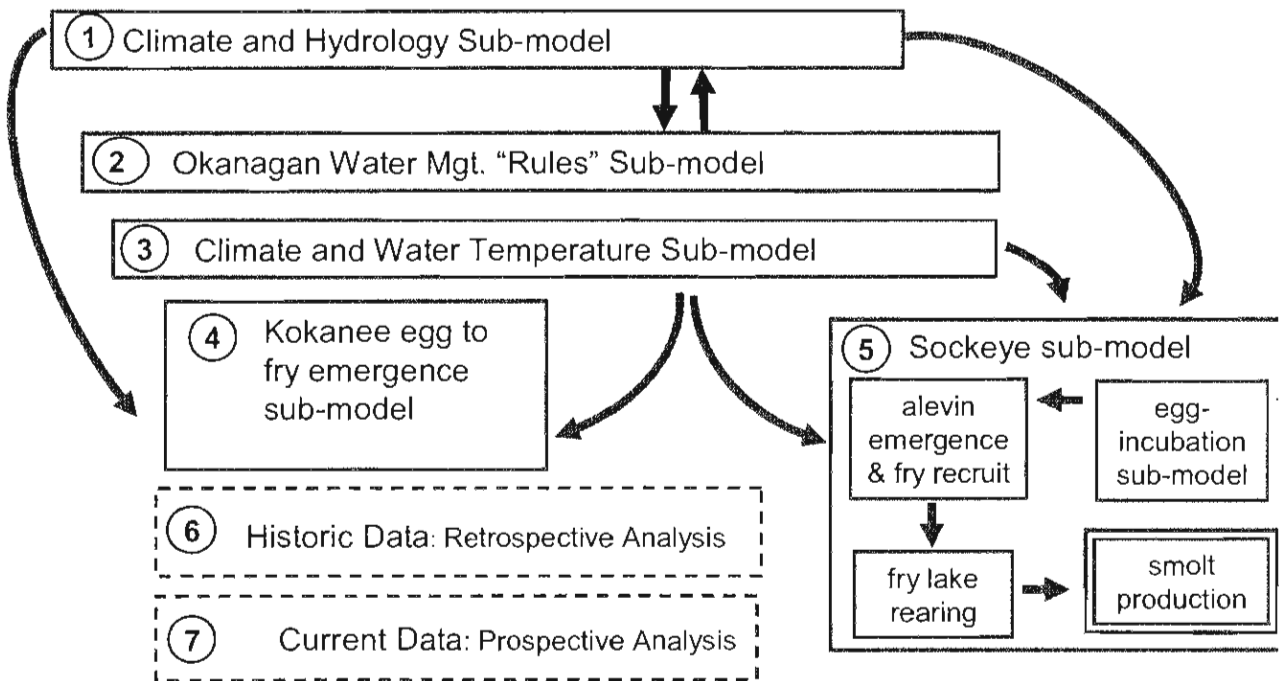 1 Climate and Hydrology Sub-model
2 Okanagan Water Mgt. “Rules” Sub-model
3 Climate and Water Temperature Sub-model
4 Kokanee egg to
fry emergence
sub-model
5 Sockeye sub-model
alevin
emergence
& fry recruit
egg-
incubation
sub-model
fry lake
rearing
smolt
production
6 Historic Data: Retrospective Analysis
7 Current Data: Prospective Analysis